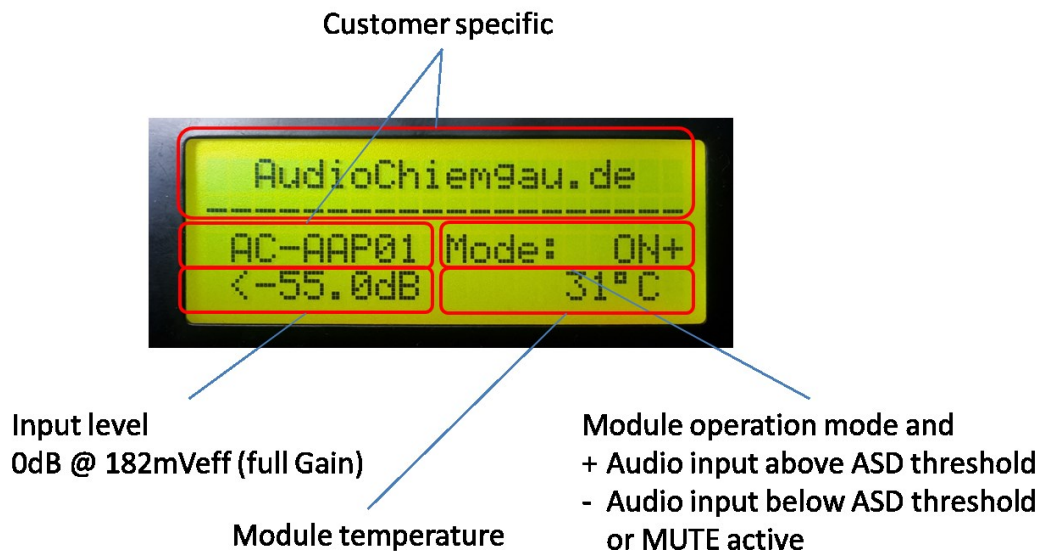 Customer specific
AudioChiemgau.de
--------------------
AC-AAP01 Mode: ON+
<-55.0dB 31°C
Input level
0dB @ 182mVeff (full Gain)
Module operation mode and
+ Audio input above ASD threshold
- Audio input below ASD threshold
or MUTE active
Module temperature